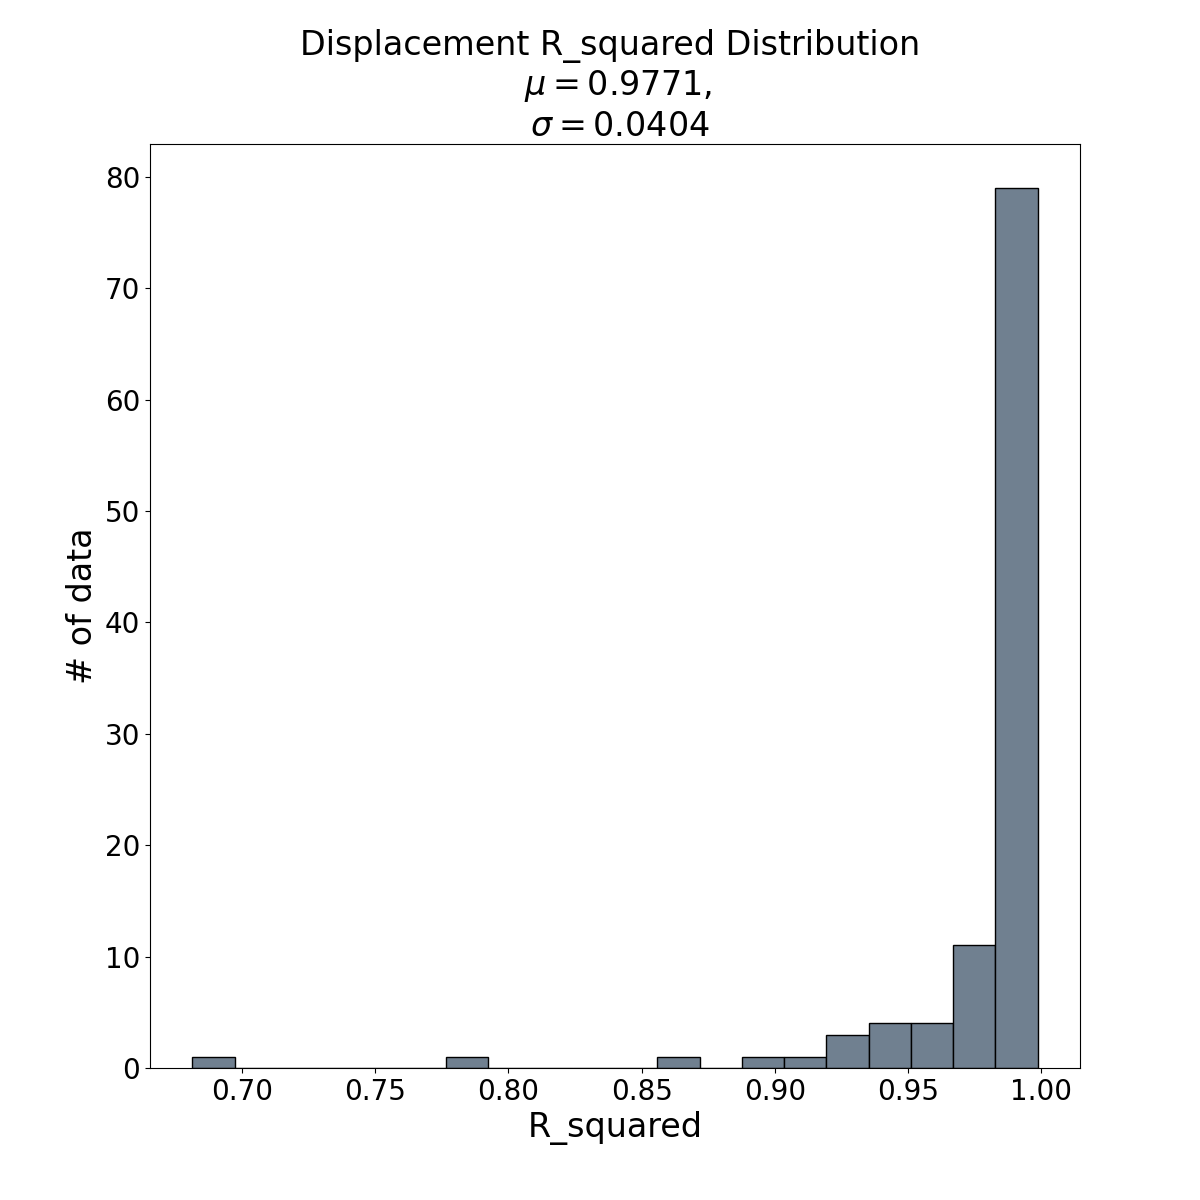 Displacement R_squared Distribution
μ = 0.9771,
σ = 0.0404
80
70
60
50
40
30
20
10
0
# of data
0.70 0.75 0.80 0.85 0.90 0.95 1.00
R_squared